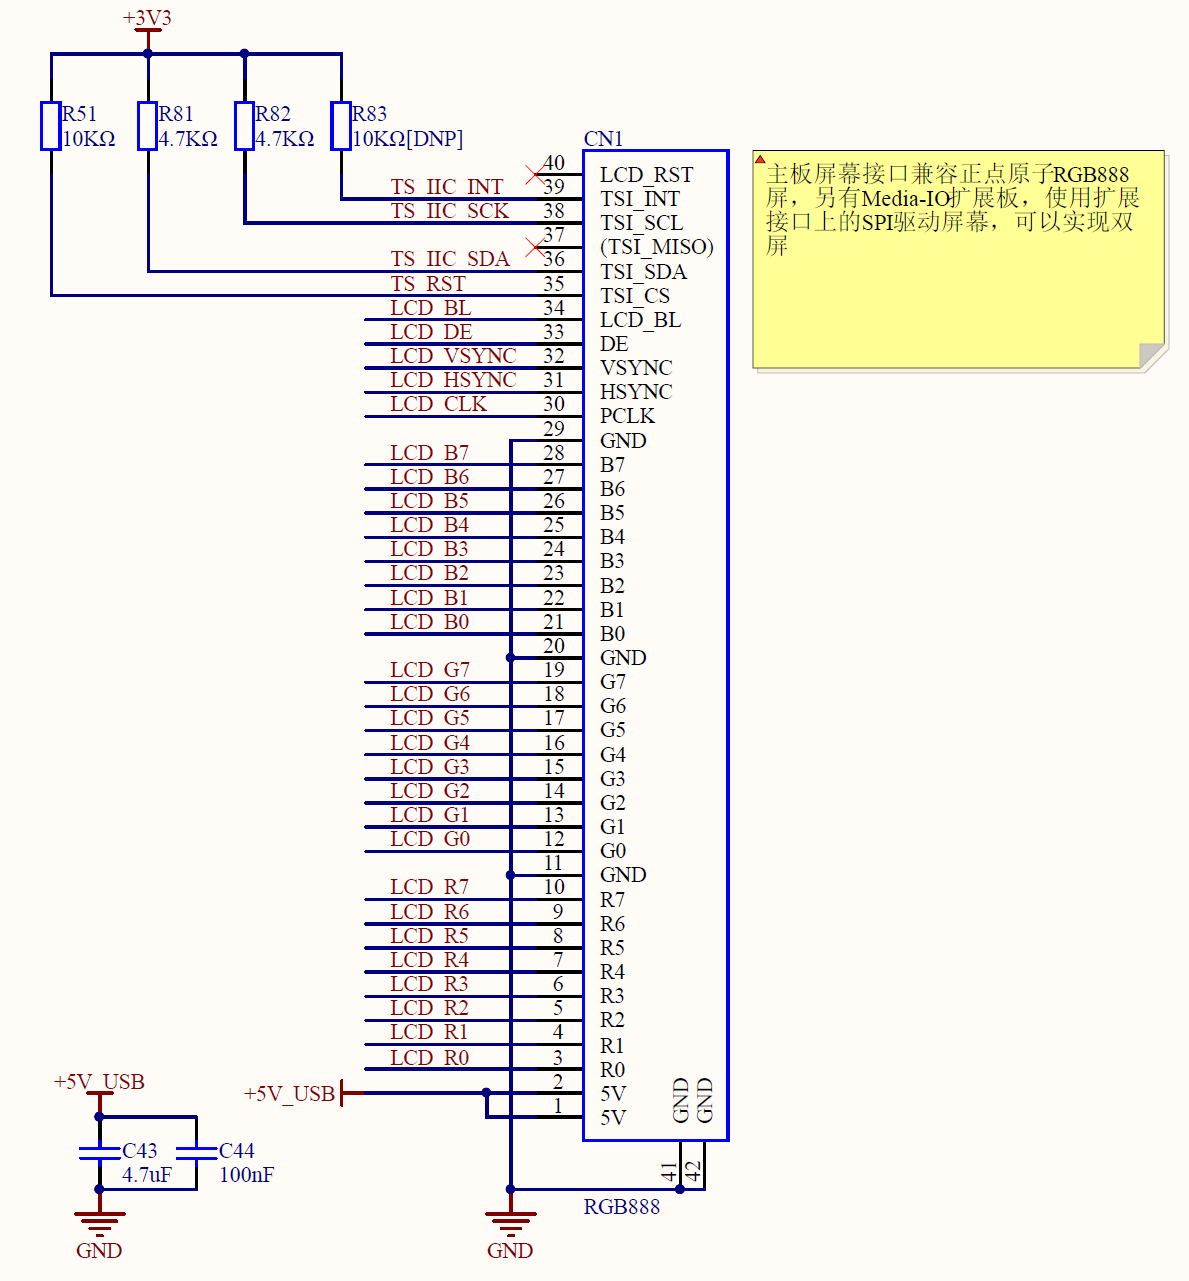 +3V3
R51
10KΩ
R81
4.7KΩ
R82
4.7KΩ
R83
10KΩ[DNP]
CN1
40 LCD_RST
TS_IIC_INT 39 TSI_INT
TS_IIC_SCK 38 TSI_SCL
37 (TSI_MISO)
TS_IIC_SDA 36 TSI_SDA
TS_RST 35 TSI_CS
LCD_BL 34 LCD_BL
LCD_DE 33 DE
LCD_VSYNC 32 VSYNC
LCD_HSYNC 31 HSYNC
LCD_CLK 30 PCLK
29 GND
LCD_B7 28 B7
LCD_B6 27 B6
LCD_B5 26 B5
LCD_B4 25 B4
LCD_B3 24 B3
LCD_B2 23 B2
LCD_B1 22 B1
LCD_B0 21 B0
20 GND
LCD_G7 19 G7
LCD_G6 18 G6
LCD_G5 17 G5
LCD_G4 16 G4
LCD_G3 15 G3
LCD_G2 14 G2
LCD_G1 13 G1
LCD_G0 12 G0
11 GND
LCD_R7 10 R7
LCD_R6 9 R6
LCD_R5 8 R5
LCD_R4 7 R4
LCD_R3 6 R3
LCD_R2 5 R2
LCD_R1 4 R1
LCD_R0 3 R0
+5V_USB 2 5V
1 5V
GND 41
GND 42
RGB888
GND
主板屏幕接口兼容正点原子RGB888
屏，另有Media-IO扩展板，使用扩展
接口上的SPI驱动屏幕，可以实现双
屏
+5V_USB
C43
4.7uF
C44
100nF
GND